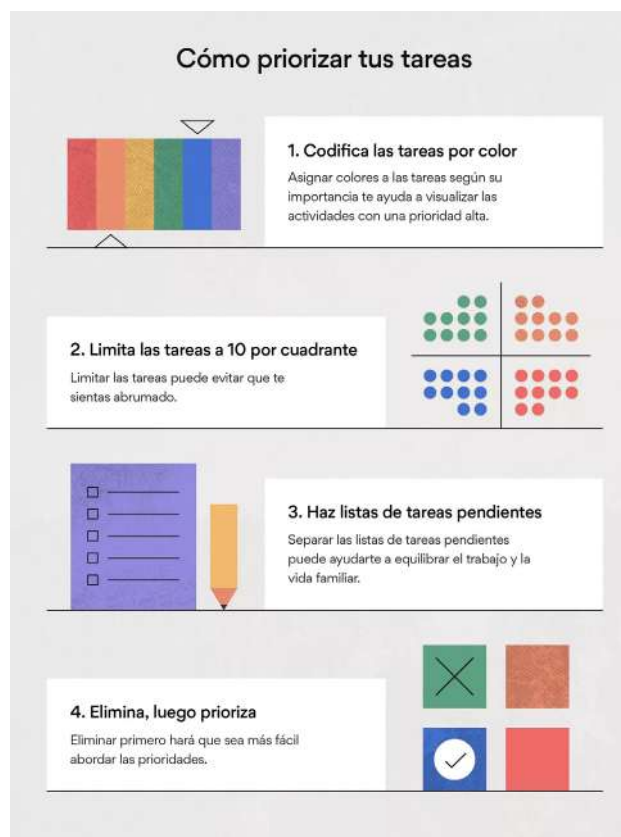 Cómo priorizar tus tareas
1. Codifica las tareas por color
Asignar colores a las tareas según su
importancia te ayuda a visualizar las
actividades con una prioridad alta.
2. Limita las tareas a 10 por cuadrante
Limitar las tareas puede evitar que te
sientas abrumado.
3. Haz listas de tareas pendientes
Separar las listas de tareas pendientes
puede ayudarte a equilibrar el trabajo y la
vida familiar.
4. Elimina, luego prioriza
Eliminar primero hará que sea más fácil
abordar las prioridades.